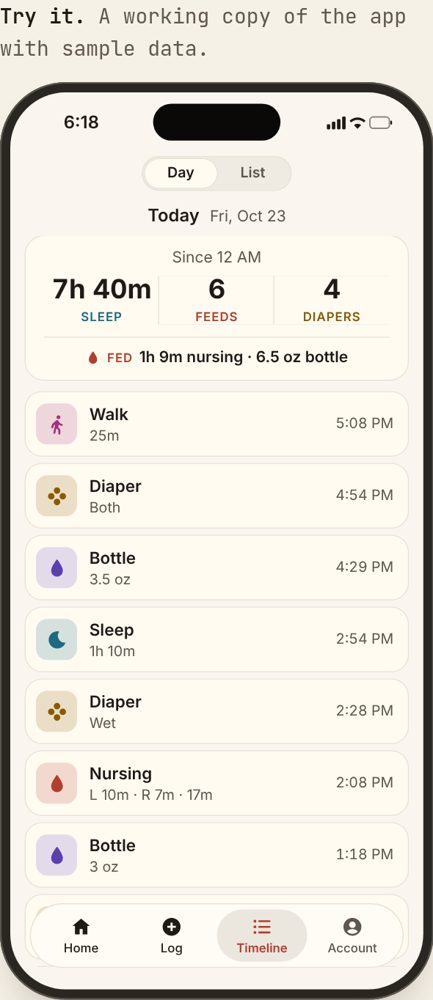 Try it. A working copy of the app
with sample data.
6:18
Day List
Today Fri, Oct 23
Since 12 AM
7h 40m 6 4
SLEEP FEEDS DIAPERS
FED 1h 9m nursing · 6.5 oz bottle
Walk
25m
5:08 PM
Diaper
Both
4:54 PM
Bottle
3.5 oz
4:29 PM
Sleep
1h 10m
2:54 PM
Diaper
Wet
2:28 PM
Nursing
L 10m · R 7m · 17m
2:08 PM
Bottle
3 oz
1:18 PM
Home Log Timeline Account